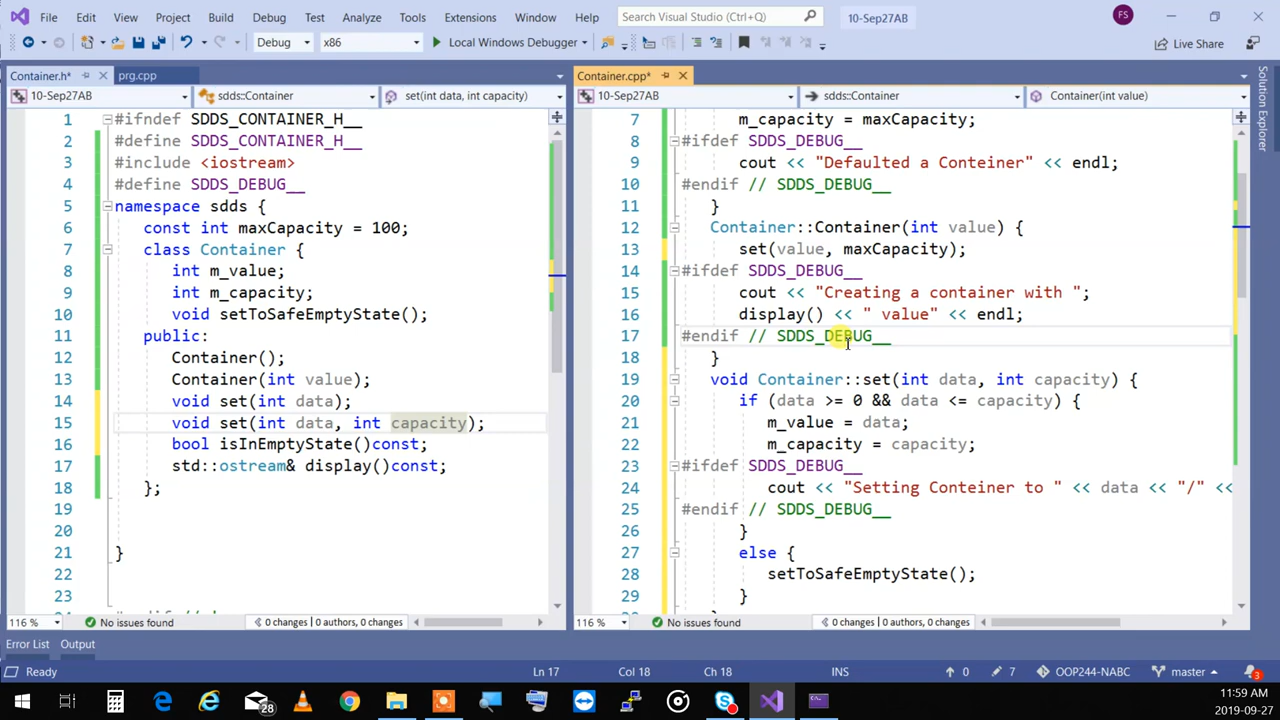 File Edit View Project Build Debug Test Analyze Tools Extensions Window Help Search Visual Studio (Ctrl+Q) 10-Sep27AB FS
Debug x86 Local Windows Debugger Live Share
Container.h* prg.cpp
10-Sep27AB sdds::Container set(int data, int capacity)
1 #ifndef SDDS_CONTAINER_H__
2 #define SDDS_CONTAINER_H__
3 #include <iostream>
4 #define SDDS_DEBUG__
5 namespace sdds {
6 const int maxCapacity = 100;
7 class Container {
8 int m_value;
9 int m_capacity;
10 void setToSafeEmptyState();
11 public:
12 Container();
13 Container(int value);
14 void set(int data);
15 void set(int data, int capacity);
16 bool isInEmptyState()const;
17 std::ostream& display()const;
18 };
19
20
21 }
22
23
116 % No issues found 0 changes | 0 authors, 0 changes
Container.cpp*
10-Sep27AB sdds::Container Container(int value)
7 m_capacity = maxCapacity;
8 #ifdef SDDS_DEBUG__
9 cout << "Defaulted a Conteiner" << endl;
10 #endif // SDDS_DEBUG__
11 }
12 Container::Container(int value) {
13 set(value, maxCapacity);
14 #ifdef SDDS_DEBUG__
15 cout << "Creating a container with ";
16 display() << " value" << endl;
17 #endif // SDDS_DEBUG__
18 }
19 void Container::set(int data, int capacity) {
20 if (data >= 0 && data <= capacity) {
21 m_value = data;
22 m_capacity = capacity;
23 #ifdef SDDS_DEBUG__
24 cout << "Setting Conteiner to " << data << "/" <<
25 #endif // SDDS_DEBUG__
26 }
27 else {
28 setToSafeEmptyState();
29 }
116 % No issues found 0 changes | 0 authors, 0 changes
Solution Explorer
Error List Output
Ready Ln 17 Col 18 Ch 18 INS 0 7 OOP244-NABC master 3
28
11:59 AM
2019-09-27